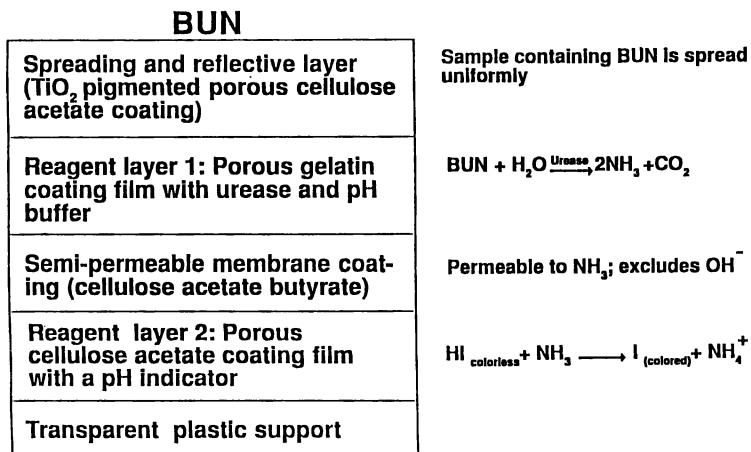 BUN
Spreading and reflective layer
(TiO₂ pigmented porous cellulose
acetate coating)
Sample containing BUN is spread
uniformly
Reagent layer 1: Porous gelatin
coating film with urease and pH
buffer
BUN + H₂O Urease→ 2NH₃ +CO₂
Semi-permeable membrane coat-
ing (cellulose acetate butyrate)
Permeable to NH₃; excludes OH⁻
Reagent layer 2: Porous
cellulose acetate coating film
with a pH indicator
HI colorless + NH₃ → I (colored) + NH₄⁺
Transparent plastic support